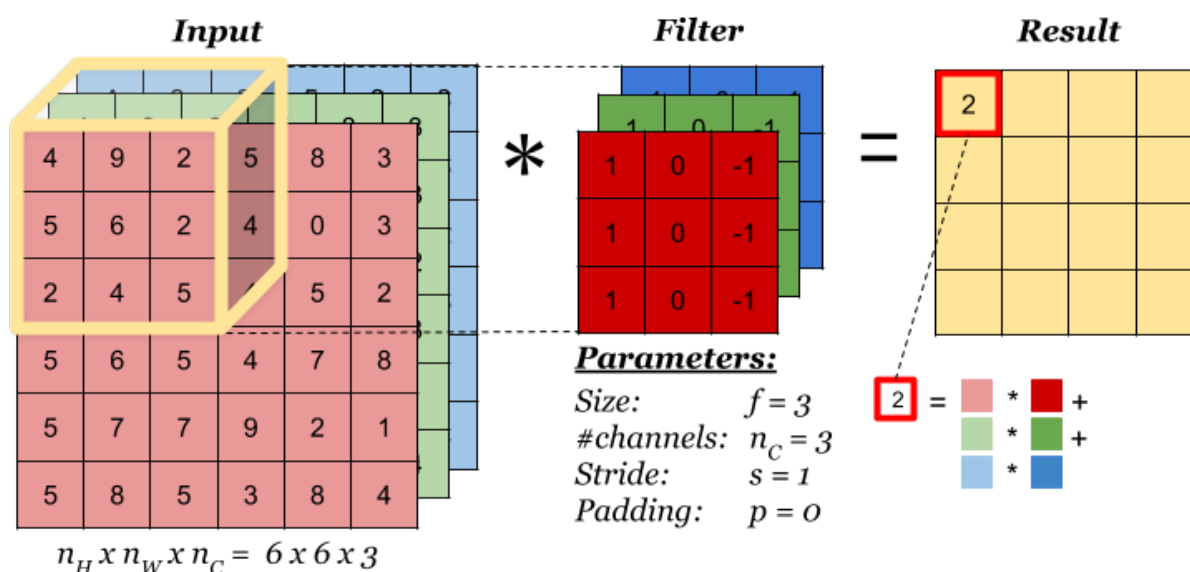 Input Filter Result
4 9 2 5 8 3
5 6 2 4 0 3
2 4 5 5 2
5 6 5 4 7 8
5 7 7 9 2 1
5 8 5 3 8 4
n_H x n_W x n_C = 6 x 6 x 3
*
1 0 -1
1 0 -1
1 0 -1
1 0 -1
Parameters:
Size: f = 3
#channels: n_C = 3
Stride: s = 1
Padding: p = 0
=
2
2 = * +
* +
*